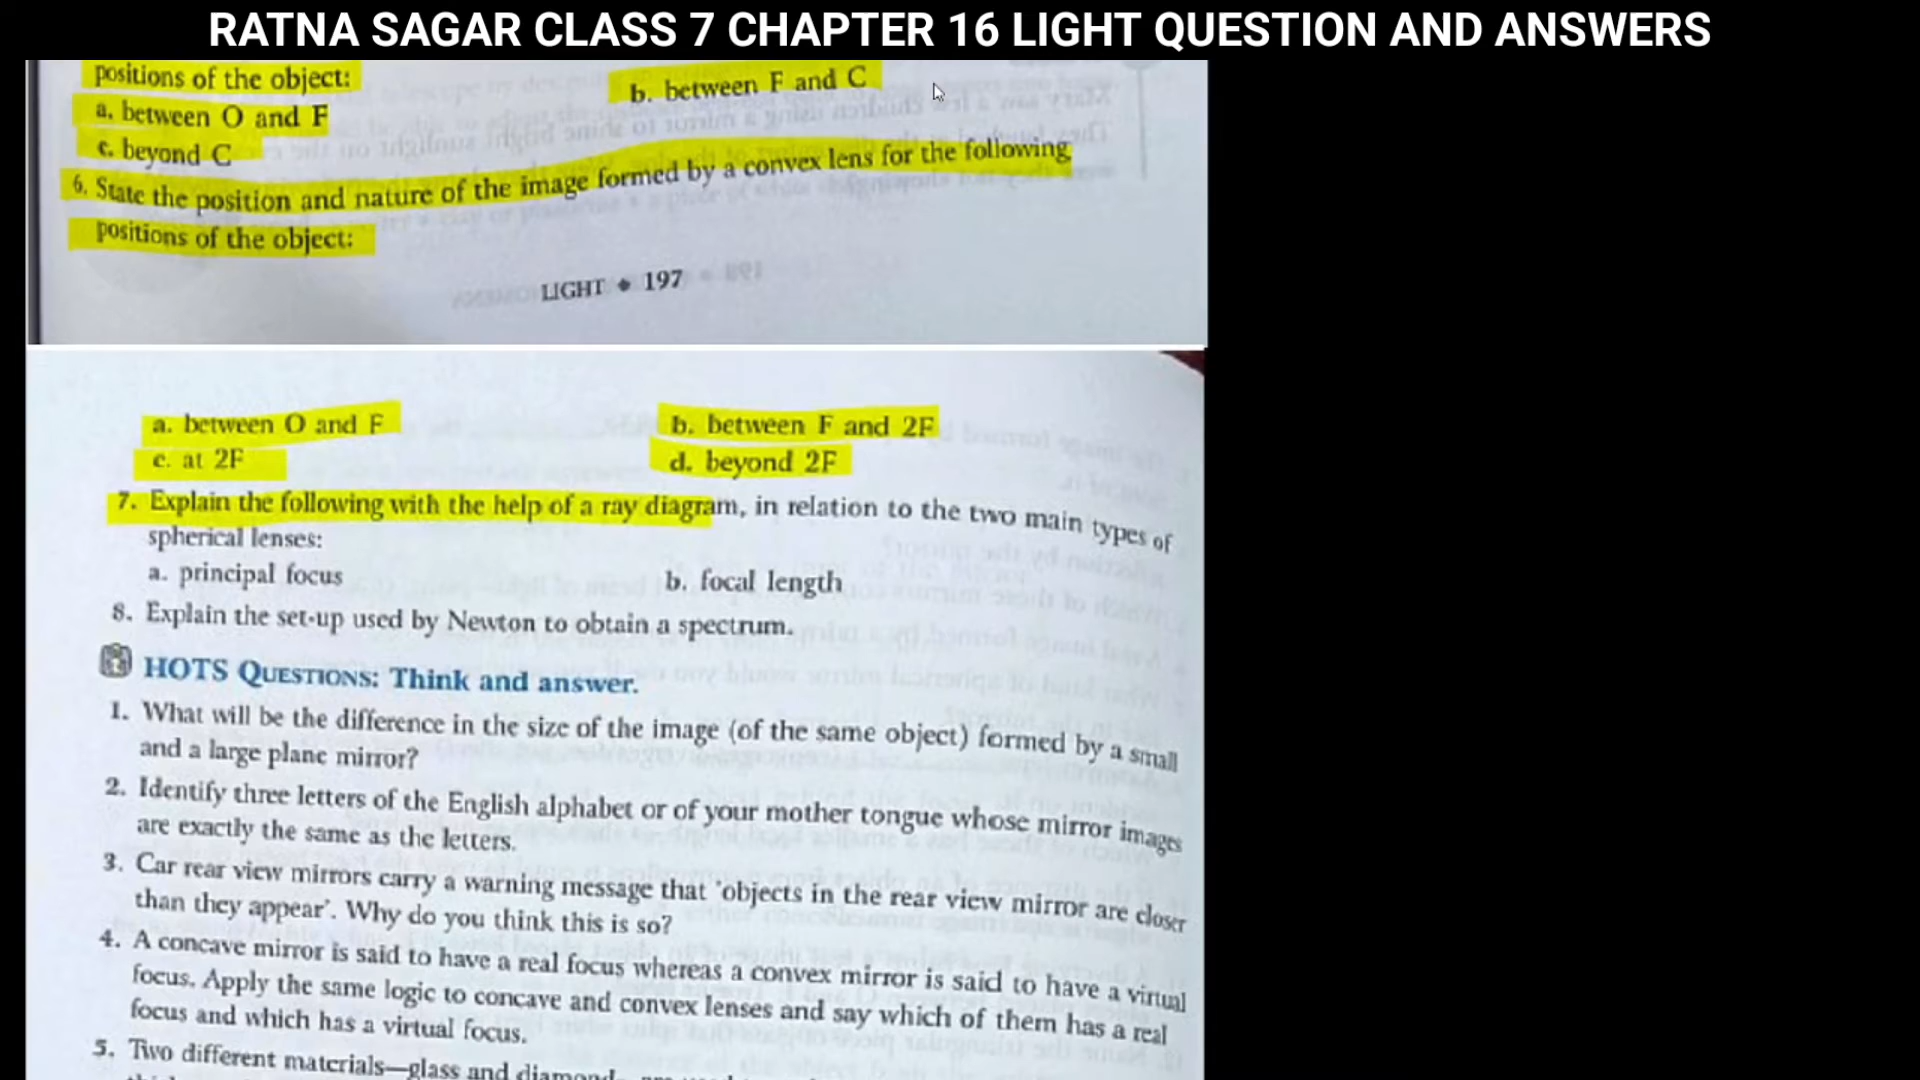 RATNA SAGAR CLASS 7 CHAPTER 16 LIGHT QUESTION AND ANSWERS
positions of the object:
a. between O and F
b. between F and C
c. beyond C
6. State the position and nature of the image formed by a convex lens for the following
positions of the object:
LIGHT ◆ 197
a. between O and F
b. between F and 2F
c. at 2F
d. beyond 2F
7. Explain the following with the help of a ray diagram, in relation to the two main types of
spherical lenses:
a. principal focus
b. focal length
8. Explain the set-up used by Newton to obtain a spectrum.
HOTS QUESTIONS: Think and answer.
1. What will be the difference in the size of the image (of the same object) formed by a small
and a large plane mirror?
2. Identify three letters of the English alphabet or of your mother tongue whose mirror images
are exactly the same as the letters.
3. Car rear view mirrors carry a warning message that 'objects in the rear view mirror are closer
than they appear'. Why do you think this is so?
4. A concave mirror is said to have a real focus whereas a convex mirror is said to have a virtual
focus. Apply the same logic to concave and convex lenses and say which of them has a real
focus and which has a virtual focus.
5. Two different materials—glass and diamond